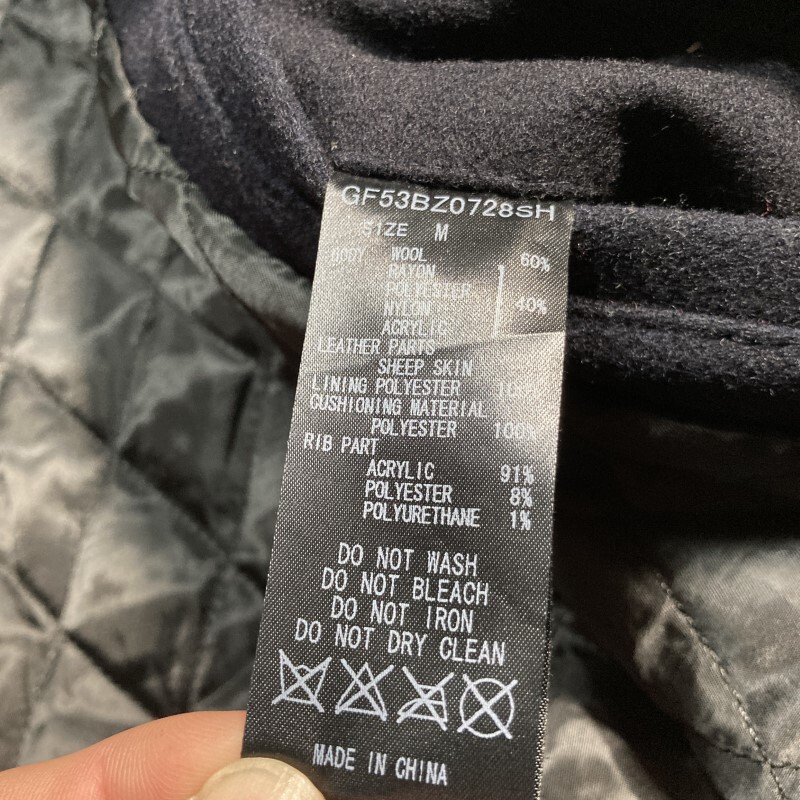 GF53BZ0728SH
SIZE M
BODY WOOL 60%
RAYON
POLYESTER
NYLON 40%
ACRYLIC
LEATHER PARTS
SHEEP SKIN
LINING POLYESTER 100%
CUSHIONING MATERIAL
POLYESTER 100%
RIB PART
ACRYLIC 91%
POLYESTER 8%
POLYURETHANE 1%
DO NOT WASH
DO NOT BLEACH
DO NOT IRON
DO NOT DRY CLEAN
MADE IN CHINA